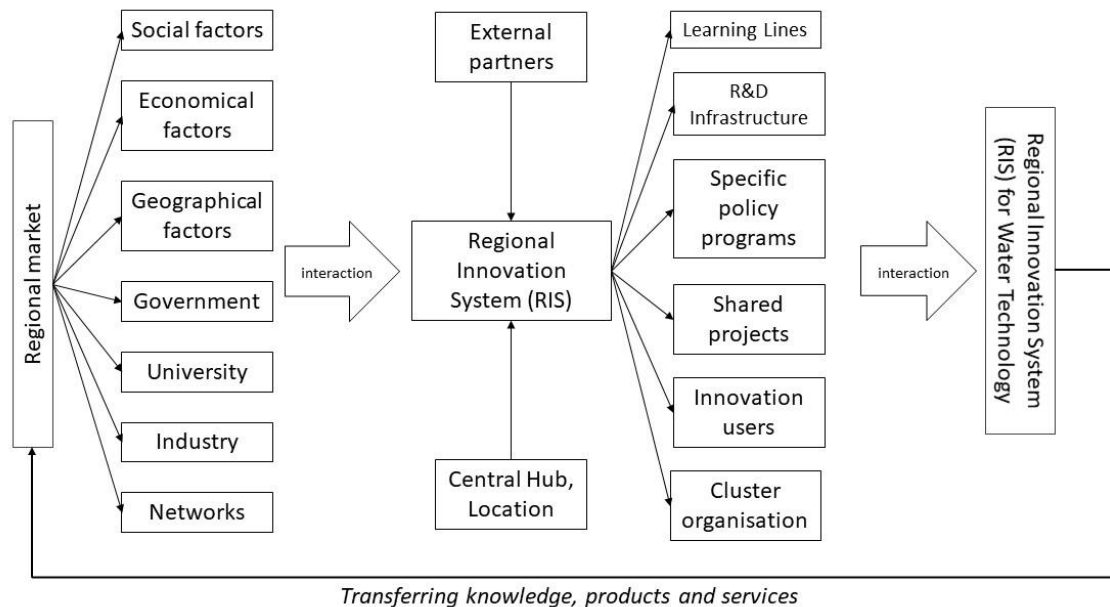 Regional market
Social factors
Economical
factors
Geographical
factors
Government
University
Industry
Networks
interaction
External
partners
Regional
Innovation
System (RIS)
Central Hub,
Location
Learning Lines
R&D
Infrastructure
Specific
policy
programs
Shared
projects
Innovation
users
Cluster
organisation
interaction
Regional Innovation System
(RIS) for Water Technology
Transferring knowledge, products and services